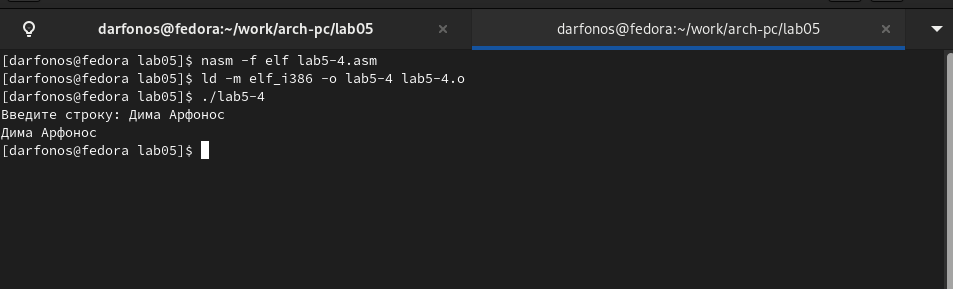 darfonos@fedora:~/work/arch-pc/lab05 × darfonos@fedora:~/work/arch-pc/lab05 ×
[darfonos@fedora lab05]$ nasm -f elf lab5-4.asm
[darfonos@fedora lab05]$ ld -m elf_i386 -o lab5-4 lab5-4.o
[darfonos@fedora lab05]$ ./lab5-4
Введите строку: Дима Арфонос
Дима Арфонос
[darfonos@fedora lab05]$